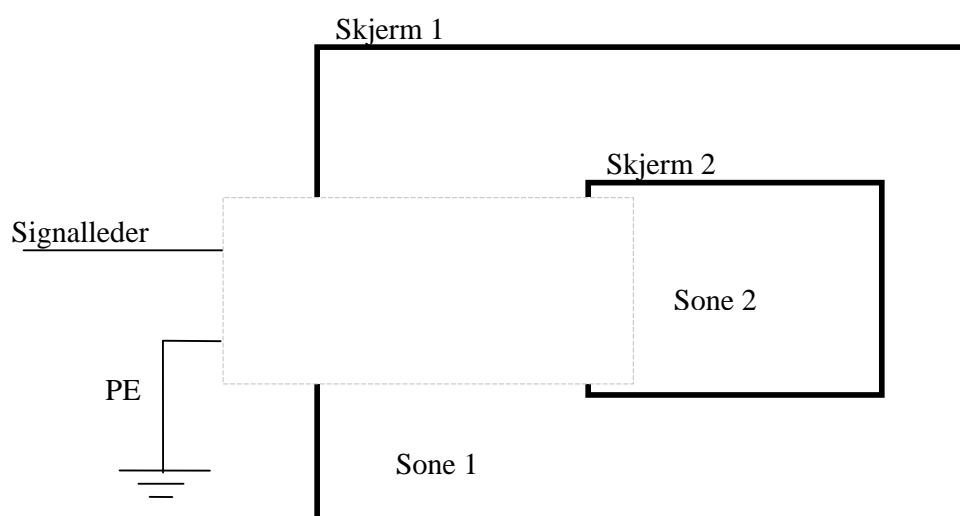 Skjerm 1
Skjerm 2
Signalleder
Sone 2
PE
Sone 1